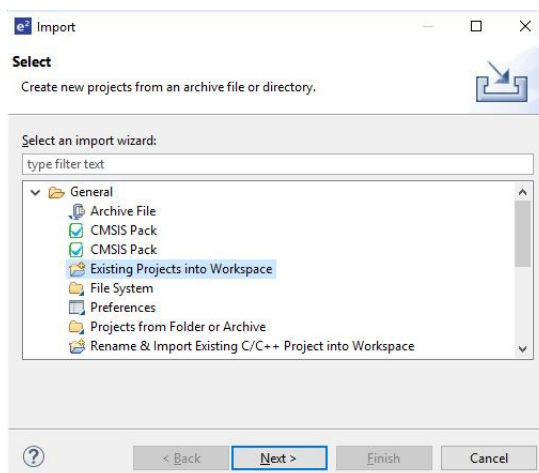 e² Import
Select
Create new projects from an archive file or directory.
Select an import wizard:
type filter text
General
Archive File
CMSIS Pack
CMSIS Pack
Existing Projects into Workspace
File System
Preferences
Projects from Folder or Archive
Rename & Import Existing C/C++ Project into Workspace
? < Back Next > Finish Cancel